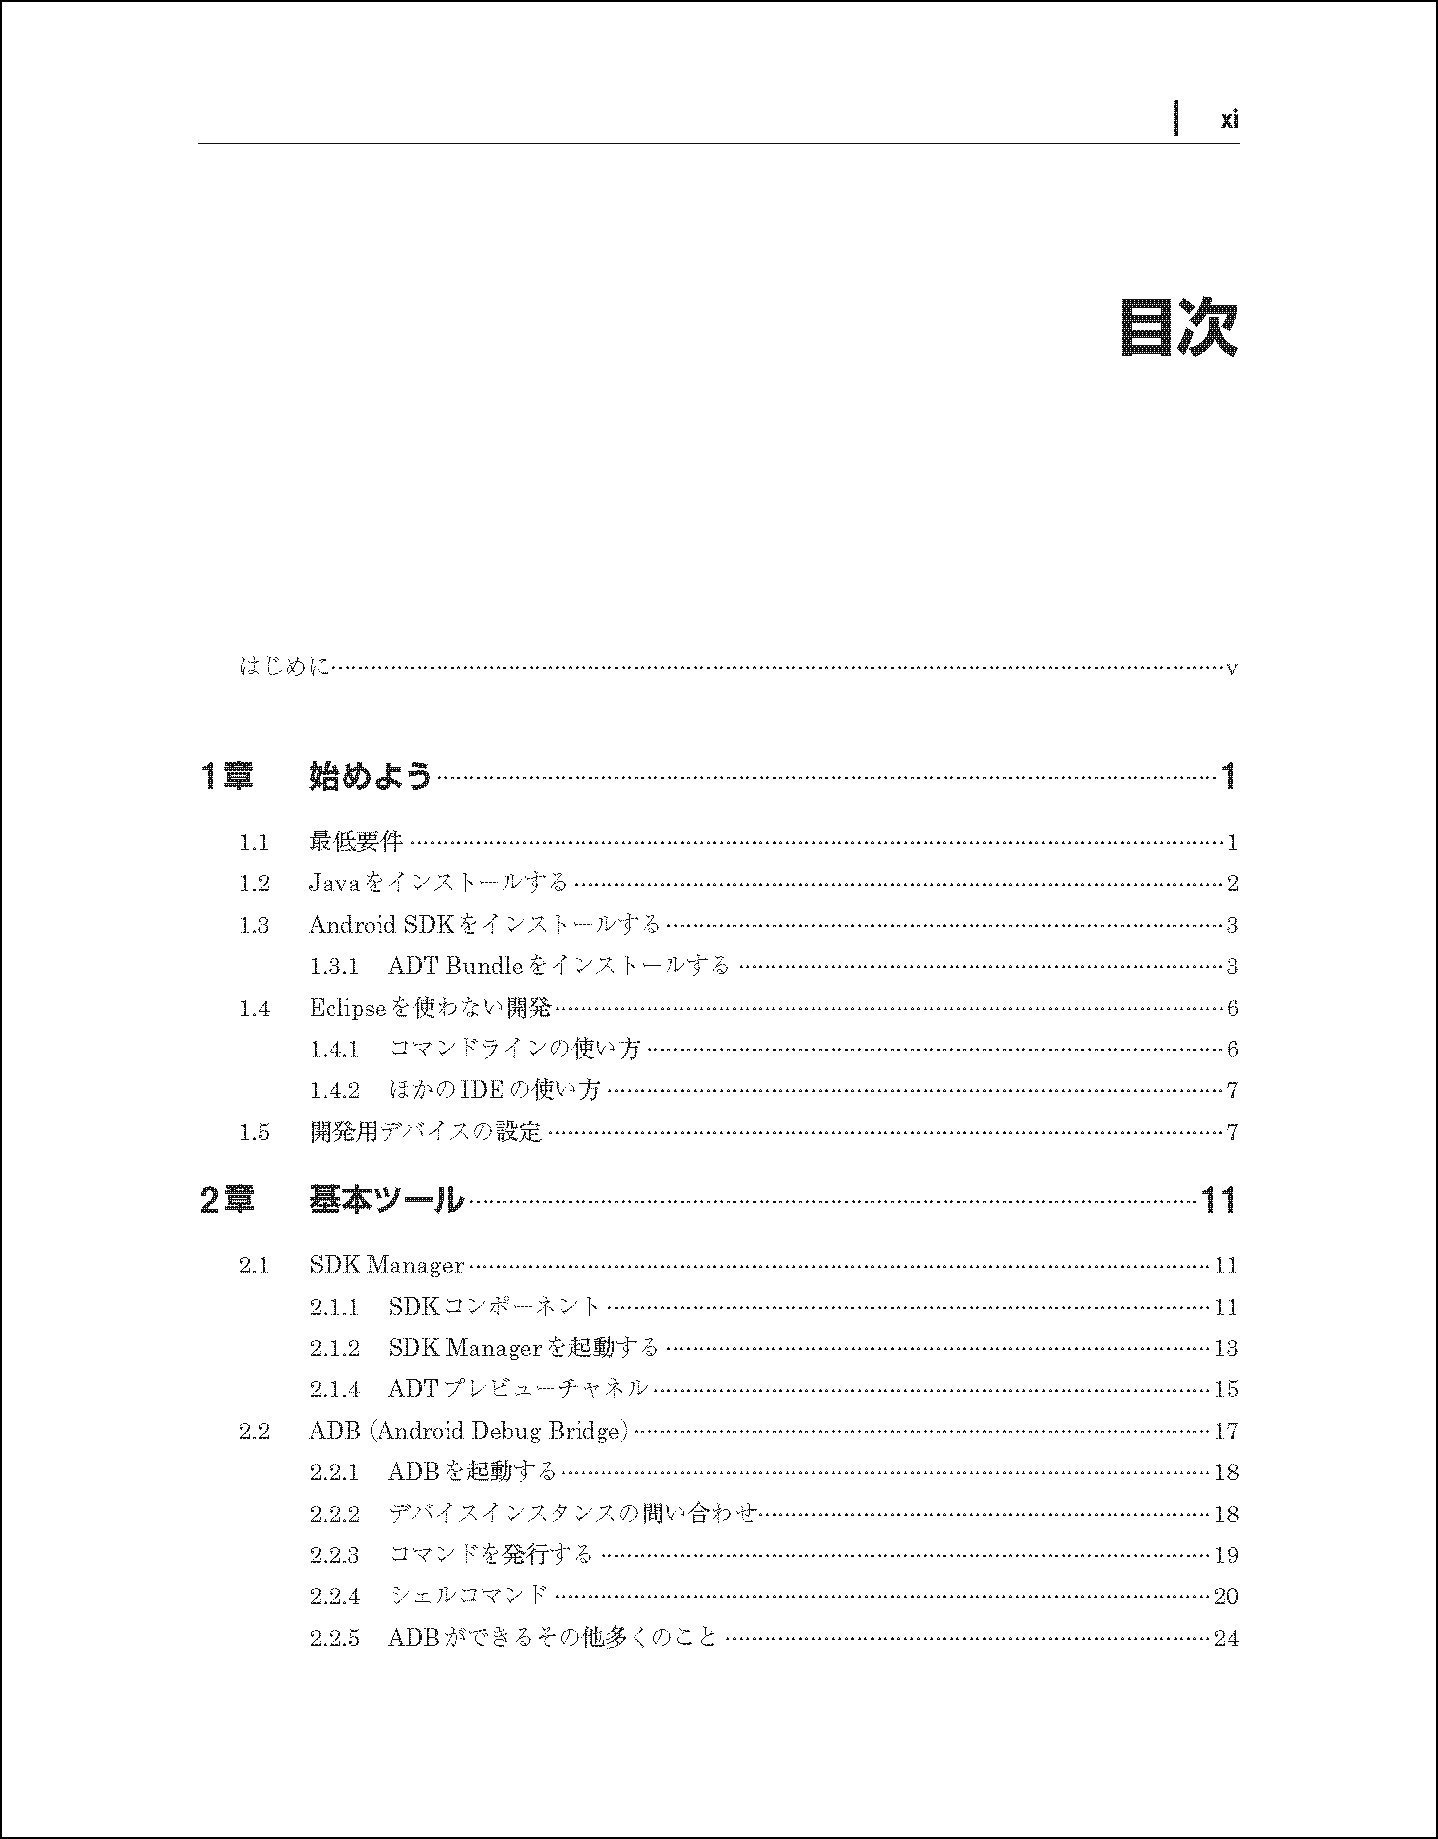 xi
目次
はじめに……………………………………………………v
1章 始めよう……………………………………………………1
1.1 最低要件……………………………………………………1
1.2 Javaをインストールする……………………………………………………2
1.3 Android SDKをインストールする……………………………………………………3
1.3.1 ADT Bundleをインストールする……………………………………………………3
1.4 Eclipseを使わない開発……………………………………………………6
1.4.1 コマンドラインの使い方……………………………………………………6
1.4.2 ほかのIDEの使い方……………………………………………………7
1.5 開発用デバイスの設定……………………………………………………7
2章 基本ツール……………………………………………………11
2.1 SDK Manager……………………………………………………11
2.1.1 SDKコンポーネント……………………………………………………11
2.1.2 SDK Managerを起動する……………………………………………………13
2.1.4 ADTプレビューチャネル……………………………………………………15
2.2 ADB（Android Debug Bridge）……………………………………………………17
2.2.1 ADBを起動する……………………………………………………18
2.2.2 デバイスインスタンスの問い合わせ……………………………………………………18
2.2.3 コマンドを発行する……………………………………………………19
2.2.4 シェルコマンド……………………………………………………20
2.2.5 ADBができるその他多くのこと……………………………………………………24